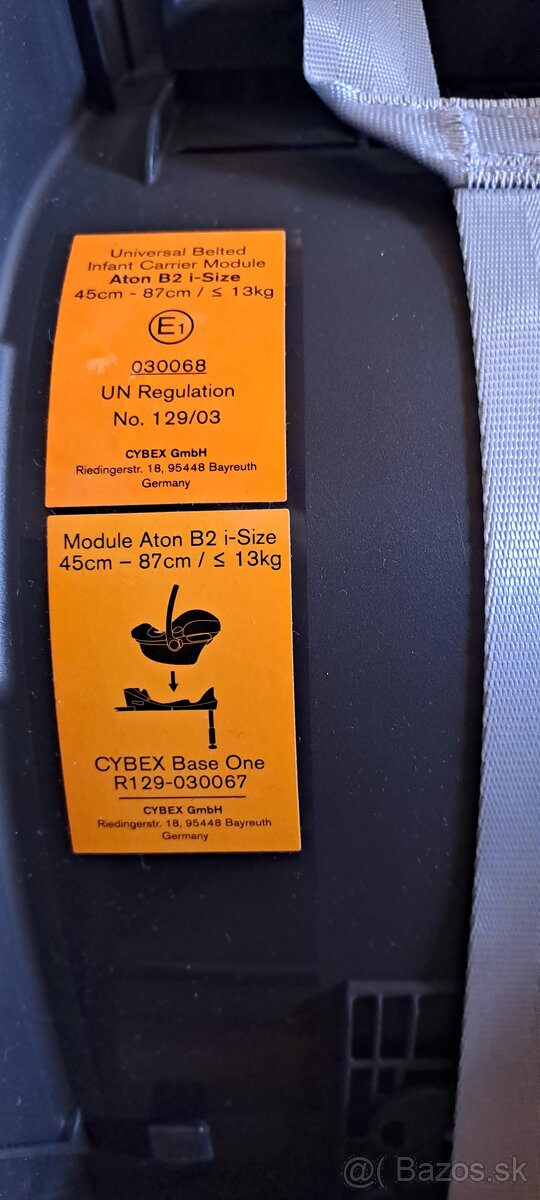 Universal Belted
Infant Carrier Module
Aton B2 i-Size
45cm - 87cm / ≤ 13kg
E1
030068
UN Regulation
No. 129/03
CYBEX GmbH
Riedingerstr. 18, 95448 Bayreuth
Germany
Module Aton B2 i-Size
45cm – 87cm / ≤ 13kg
CYBEX Base One
R129-030067
CYBEX GmbH
Riedingerstr. 18, 95448 Bayreuth
Germany
@( Bazos.sk